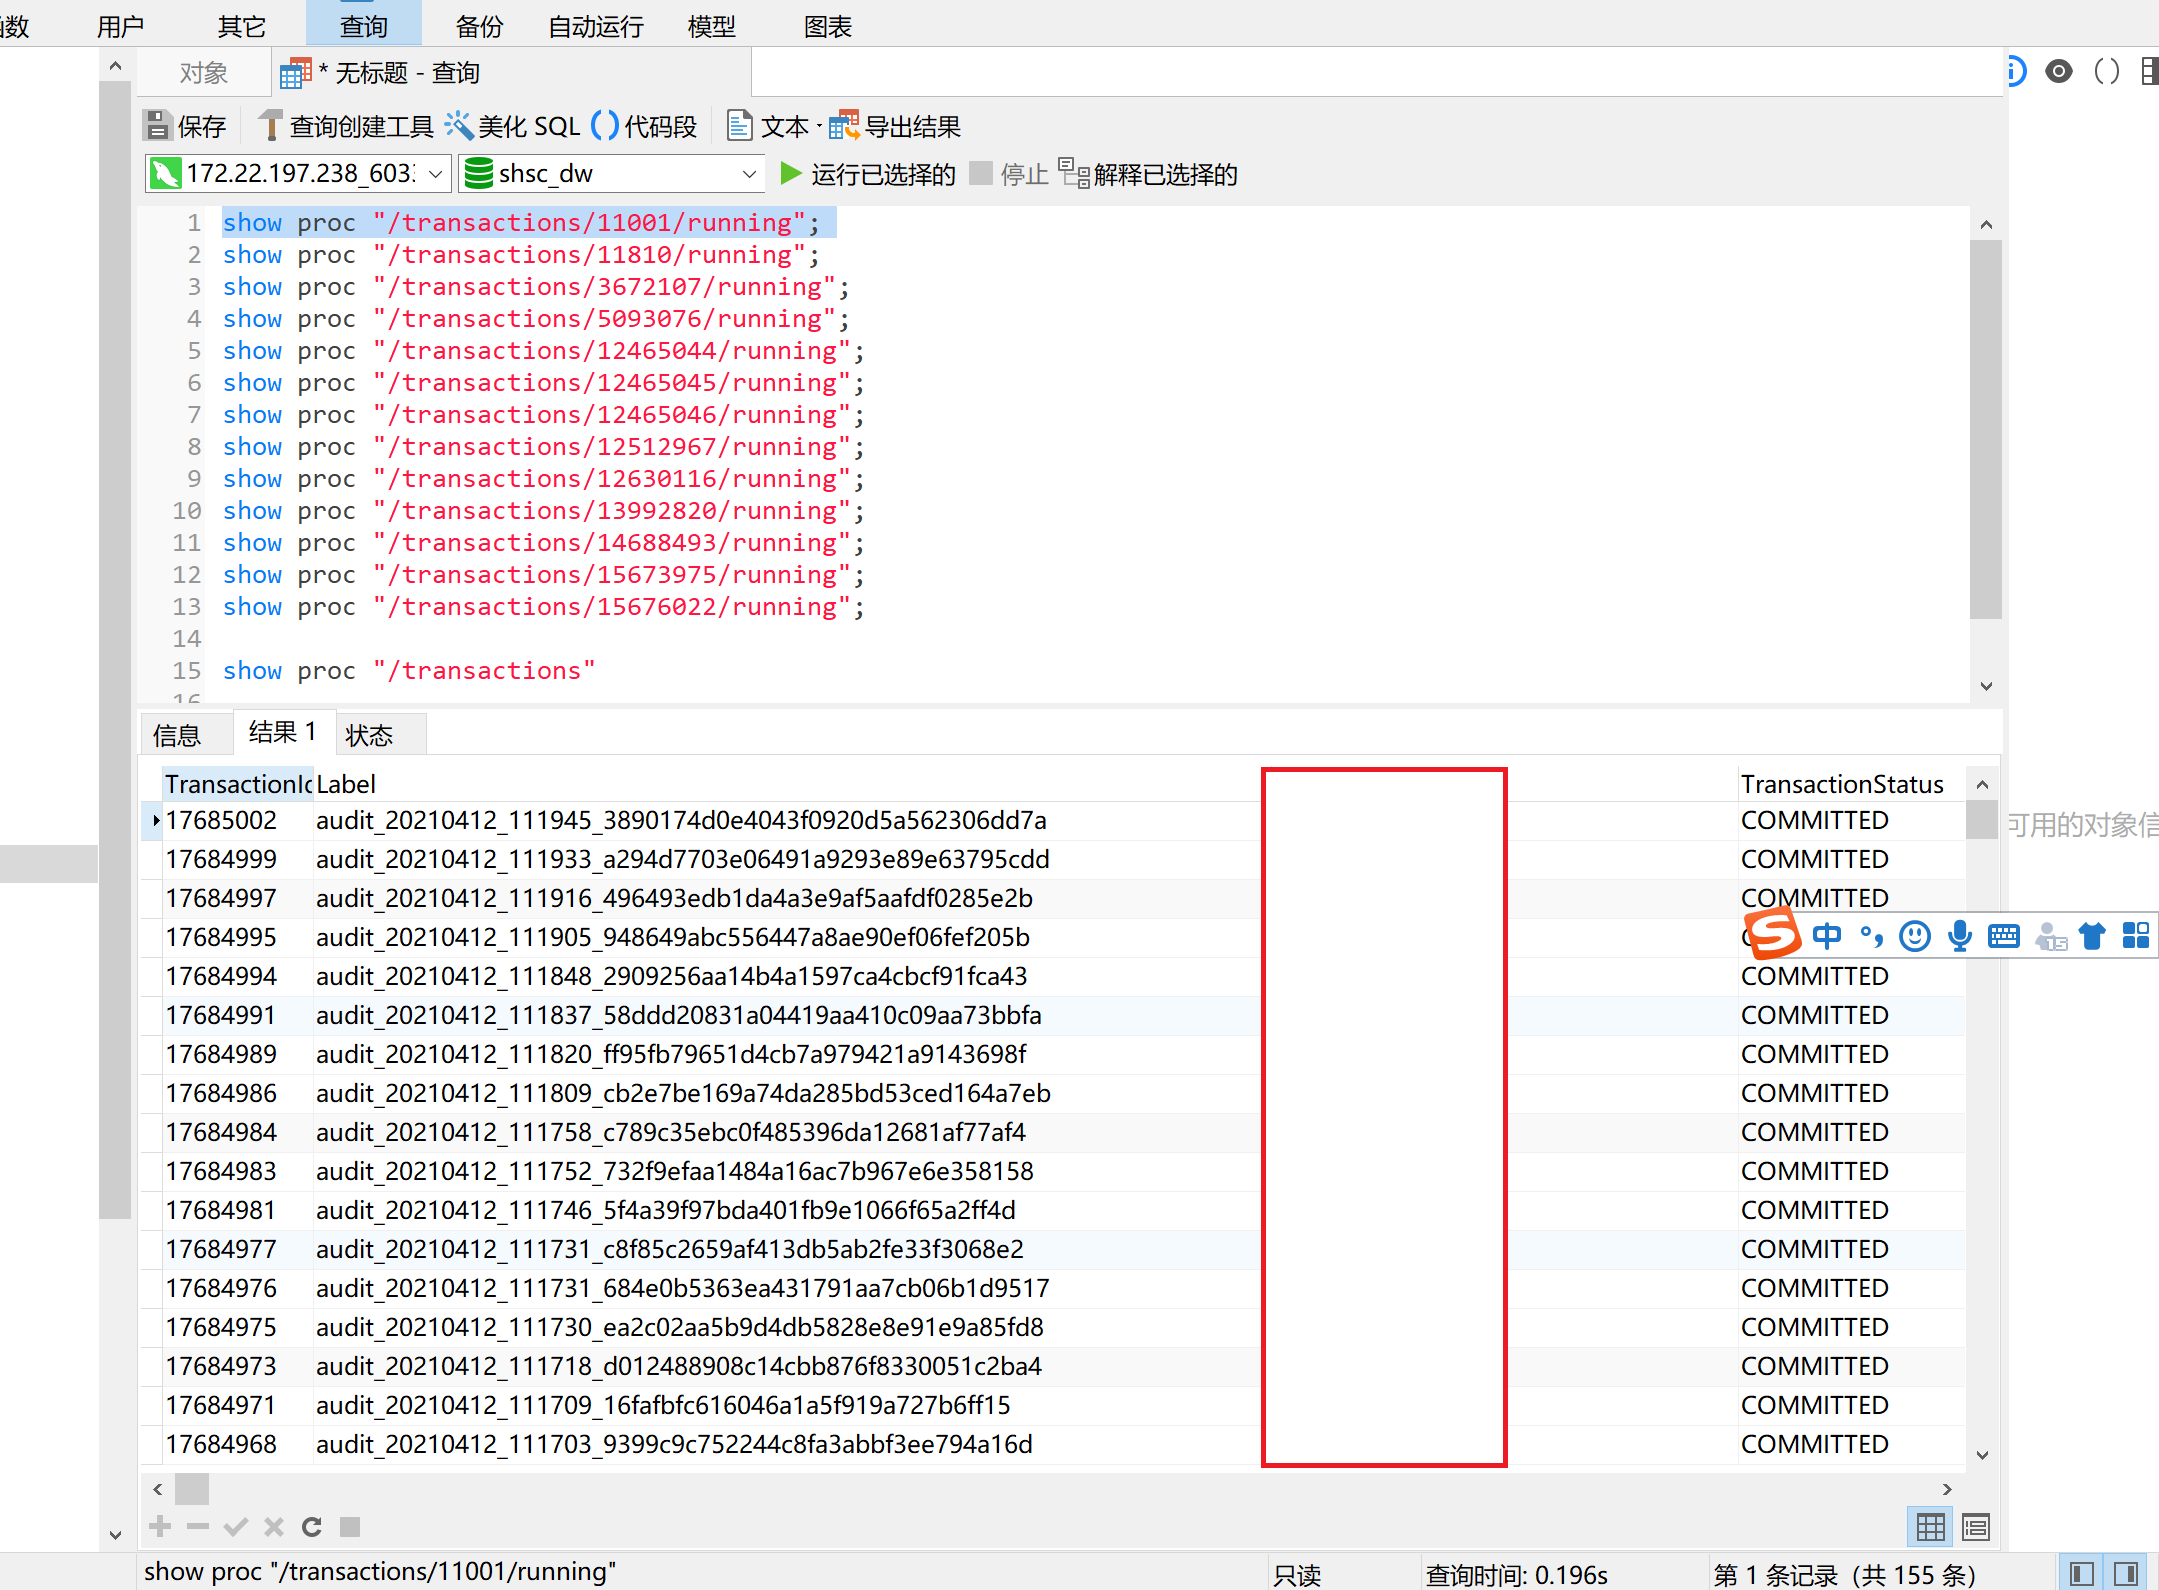 函数 用户 其它 查询 备份 自动运行 模型 图表
对象 * 无标题 - 查询
保存 查询创建工具 美化 SQL 代码段 文本 导出结果
172.22.197.238_603 shsc_dw 运行已选择的 停止 解释已选择的
1 show proc "/transactions/11001/running";
2 show proc "/transactions/11810/running";
3 show proc "/transactions/3672107/running";
4 show proc "/transactions/5093076/running";
5 show proc "/transactions/12465044/running";
6 show proc "/transactions/12465045/running";
7 show proc "/transactions/12465046/running";
8 show proc "/transactions/12512967/running";
9 show proc "/transactions/12630116/running";
10 show proc "/transactions/13992820/running";
11 show proc "/transactions/14688493/running";
12 show proc "/transactions/15673975/running";
13 show proc "/transactions/15676022/running";
14
15 show proc "/transactions"
16
信息 结果 1 状态
TransactionId Label TransactionStatus
17685002 audit_20210412_111945_3890174d0e4043f0920d5a562306dd7a COMMITTED
可用的对象信
17684999 audit_20210412_111933_a294d7703e06491a9293e89e63795cdd COMMITTED
17684997 audit_20210412_111916_496493edb1da4a3e9af5aafdf0285e2b COMMITTED
17684995 audit_20210412_111905_948649abc556447a8ae90ef06fef205b 中
17684994 audit_20210412_111848_2909256aa14b4a1597ca4cbcf91fca43 COMMITTED
17684991 audit_20210412_111837_58ddd20831a04419aa410c09aa73bbfa COMMITTED
17684989 audit_20210412_111820_ff95fb79651d4cb7a979421a9143698f COMMITTED
17684986 audit_20210412_111809_cb2e7be169a74da285bd53ced164a7eb COMMITTED
17684984 audit_20210412_111758_c789c35ebc0f485396da12681af77af4 COMMITTED
17684983 audit_20210412_111752_732f9efaa1484a16ac7b967e6e358158 COMMITTED
17684981 audit_20210412_111746_5f4a39f97bda401fb9e1066f65a2ff4d COMMITTED
17684977 audit_20210412_111731_c8f85c2659af413db5ab2fe33f3068e2 COMMITTED
17684976 audit_20210412_111731_684e0b5363ea431791aa7cb06b1d9517 COMMITTED
17684975 audit_20210412_111730_ea2c02aa5b9d4db5828e8e91e9a85fd8 COMMITTED
17684973 audit_20210412_111718_d012488908c14cbb876f8330051c2ba4 COMMITTED
17684971 audit_20210412_111709_16fafbfc616046a1a5f919a727b6ff15 COMMITTED
17684968 audit_20210412_111703_9399c9c752244c8fa3abbf3ee794a16d COMMITTED
show proc "/transactions/11001/running" 只读 查询时间: 0.196s 第 1 条记录 (共 155 条)